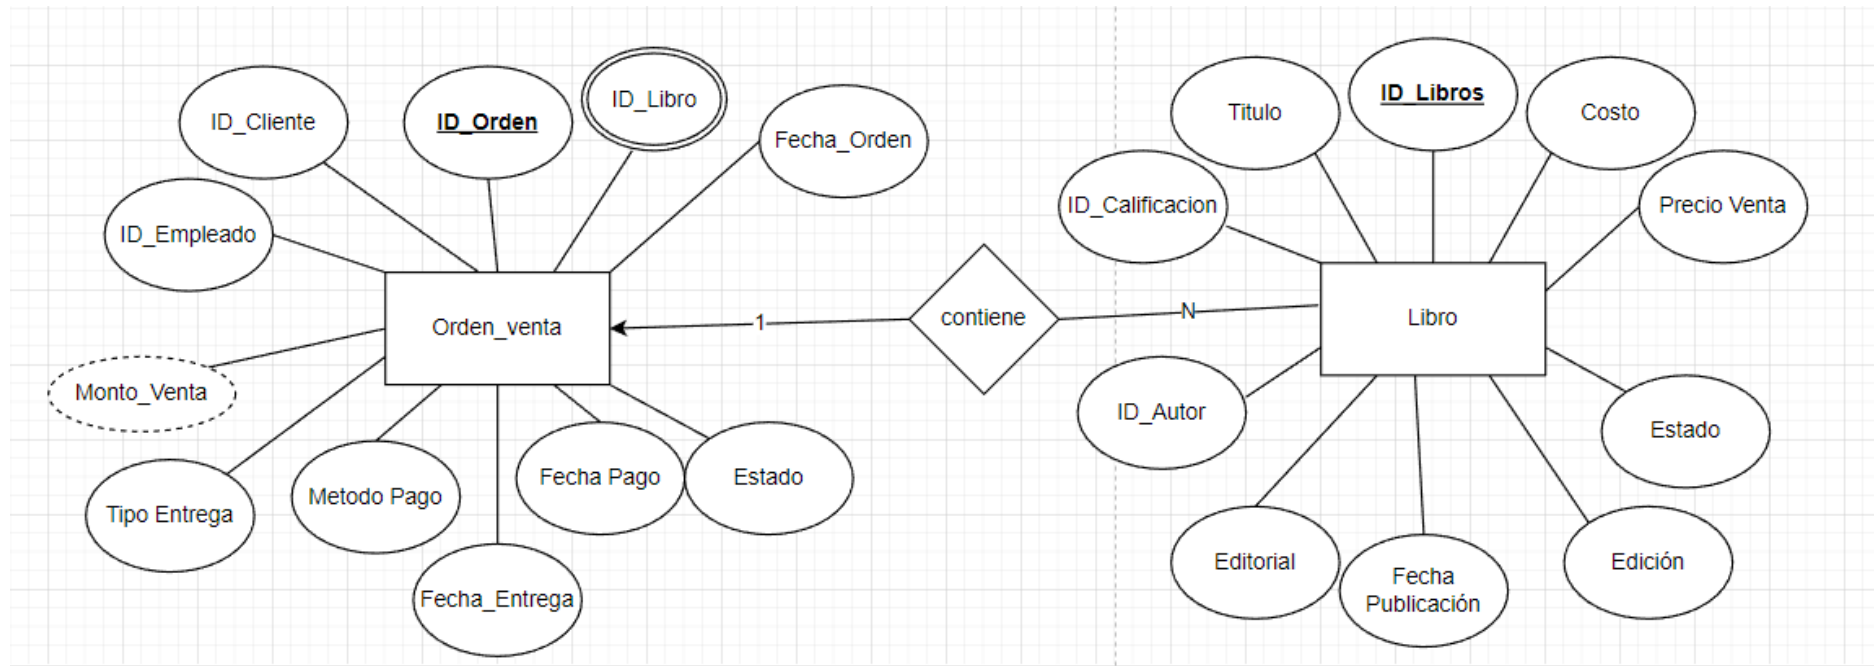 ID_Cliente
ID_Orden
ID_Libro
Fecha_Orden
ID_Empleado
Orden_venta
Monto_Venta
Tipo Entrega
Metodo Pago
Fecha_Entrega
Fecha Pago
Estado
1
contiene
N
Titulo
ID_Libros
Costo
ID_Calificacion
Precio Venta
Libro
ID_Autor
Estado
Editorial
Fecha
Publicación
Edición